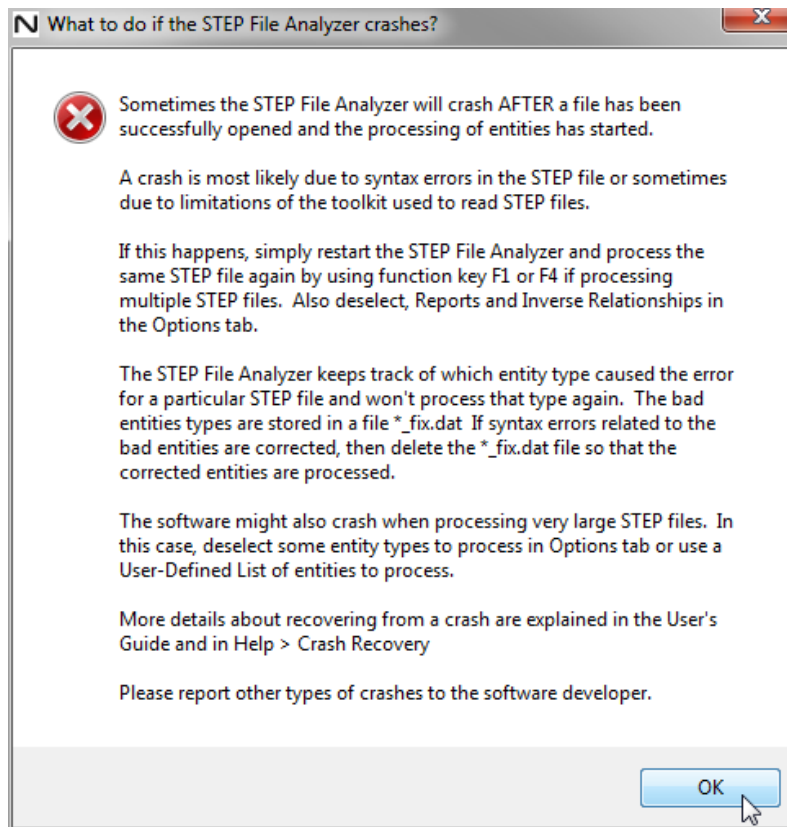 What to do if the STEP File Analyzer crashes?
Sometimes the STEP File Analyzer will crash AFTER a file has been
successfully opened and the processing of entities has started.
A crash is most likely due to syntax errors in the STEP file or sometimes
due to limitations of the toolkit used to read STEP files.
If this happens, simply restart the STEP File Analyzer and process the
same STEP file again by using function key F1 or F4 if processing
multiple STEP files.  Also deselect, Reports and Inverse Relationships in
the Options tab.
The STEP File Analyzer keeps track of which entity type caused the error
for a particular STEP file and won't process that type again.  The bad
entities types are stored in a file *_fix.dat  If syntax errors related to the
bad entities are corrected, then delete the *_fix.dat file so that the
corrected entities are processed.
The software might also crash when processing very large STEP files.  In
this case, deselect some entity types to process in Options tab or use a
User-Defined List of entities to process.
More details about recovering from a crash are explained in the User's
Guide and in Help > Crash Recovery
Please report other types of crashes to the software developer.
OK